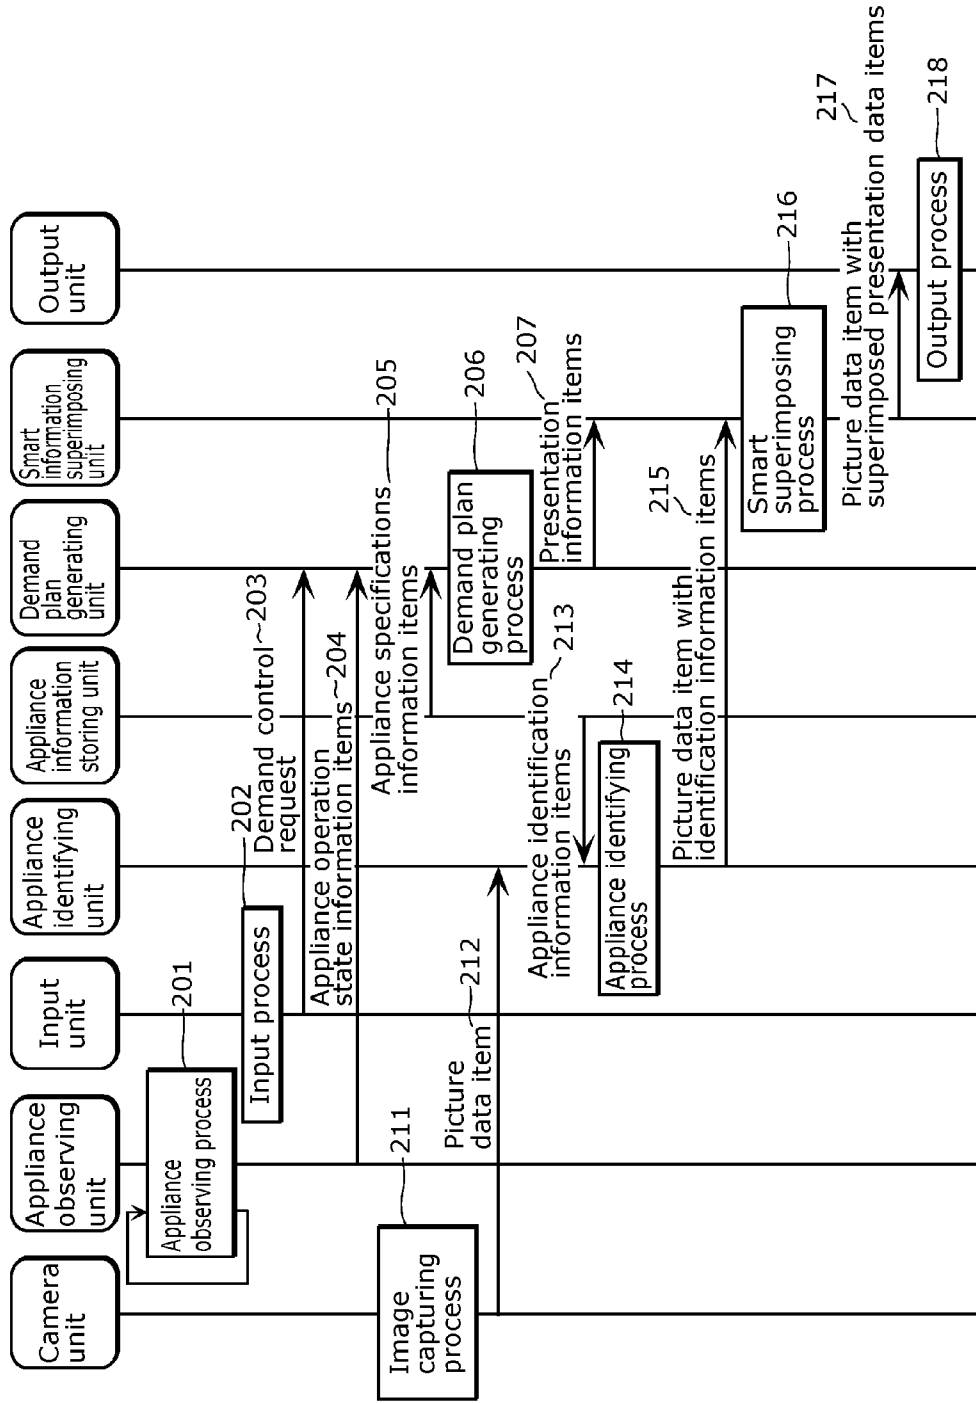 Camera
unit
Appliance
observing
unit
Input
unit
Appliance
identifying
unit
Appliance
information
storing unit
Demand
plan
generating
unit
Smart
information
superimposing
unit
Output
unit
201
Appliance
observing process
202
Input process
Demand control~203
request
Appliance operation
state information items~204
Appliance specifications
information items
205
211
Image
capturing
process
206
Demand plan
generating
process
Picture
data item
212
207
Presentation
information items
Appliance identification
information items
213
214
Appliance identifying
process
215
Picture data item with
identification information items
216
Smart
superimposing
process
217
Picture data item with
superimposed presentation data items
218
Output process